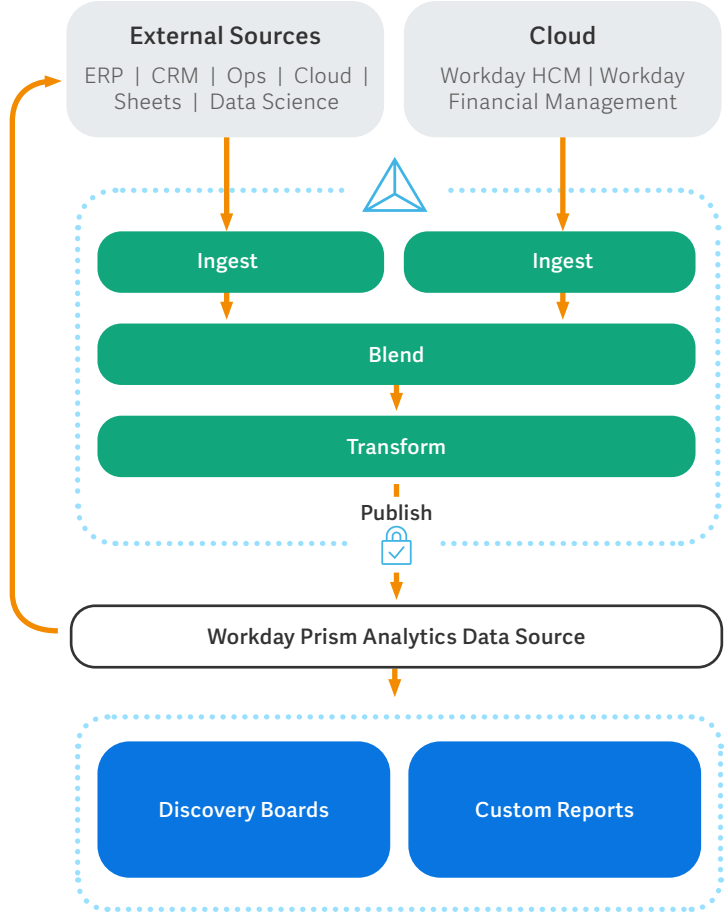 External Sources
ERP | CRM | Ops | Cloud |
Sheets | Data Science
Cloud
Workday HCM | Workday
Financial Management
Ingest
Ingest
Blend
Transform
Publish
Workday Prism Analytics Data Source
Discovery Boards
Custom Reports